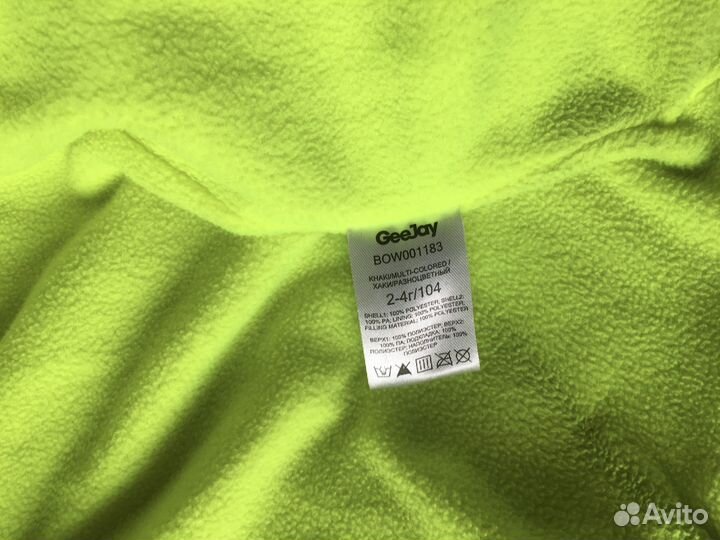 GeeJay
BOW001183
KHAKI/MULTI-COLORED /
ХАКИ/РАЗНОЦВЕТНЫЙ
2-4г/104
SHELL1: 100% POLYESTER, SHELL2:
100% PA; LINING: 100% POLYESTER,
FILLING MATERIAL: 100% POLYESTER
ВЕРХ1: 100% ПОЛИЭСТЕР, ВЕРХ2:
100% ПА, ПОДКЛАДКА: 100%
ПОЛИЭСТЕР; НАПОЛНИТЕЛЬ: 100%
ПОЛИЭСТЕР
Avito